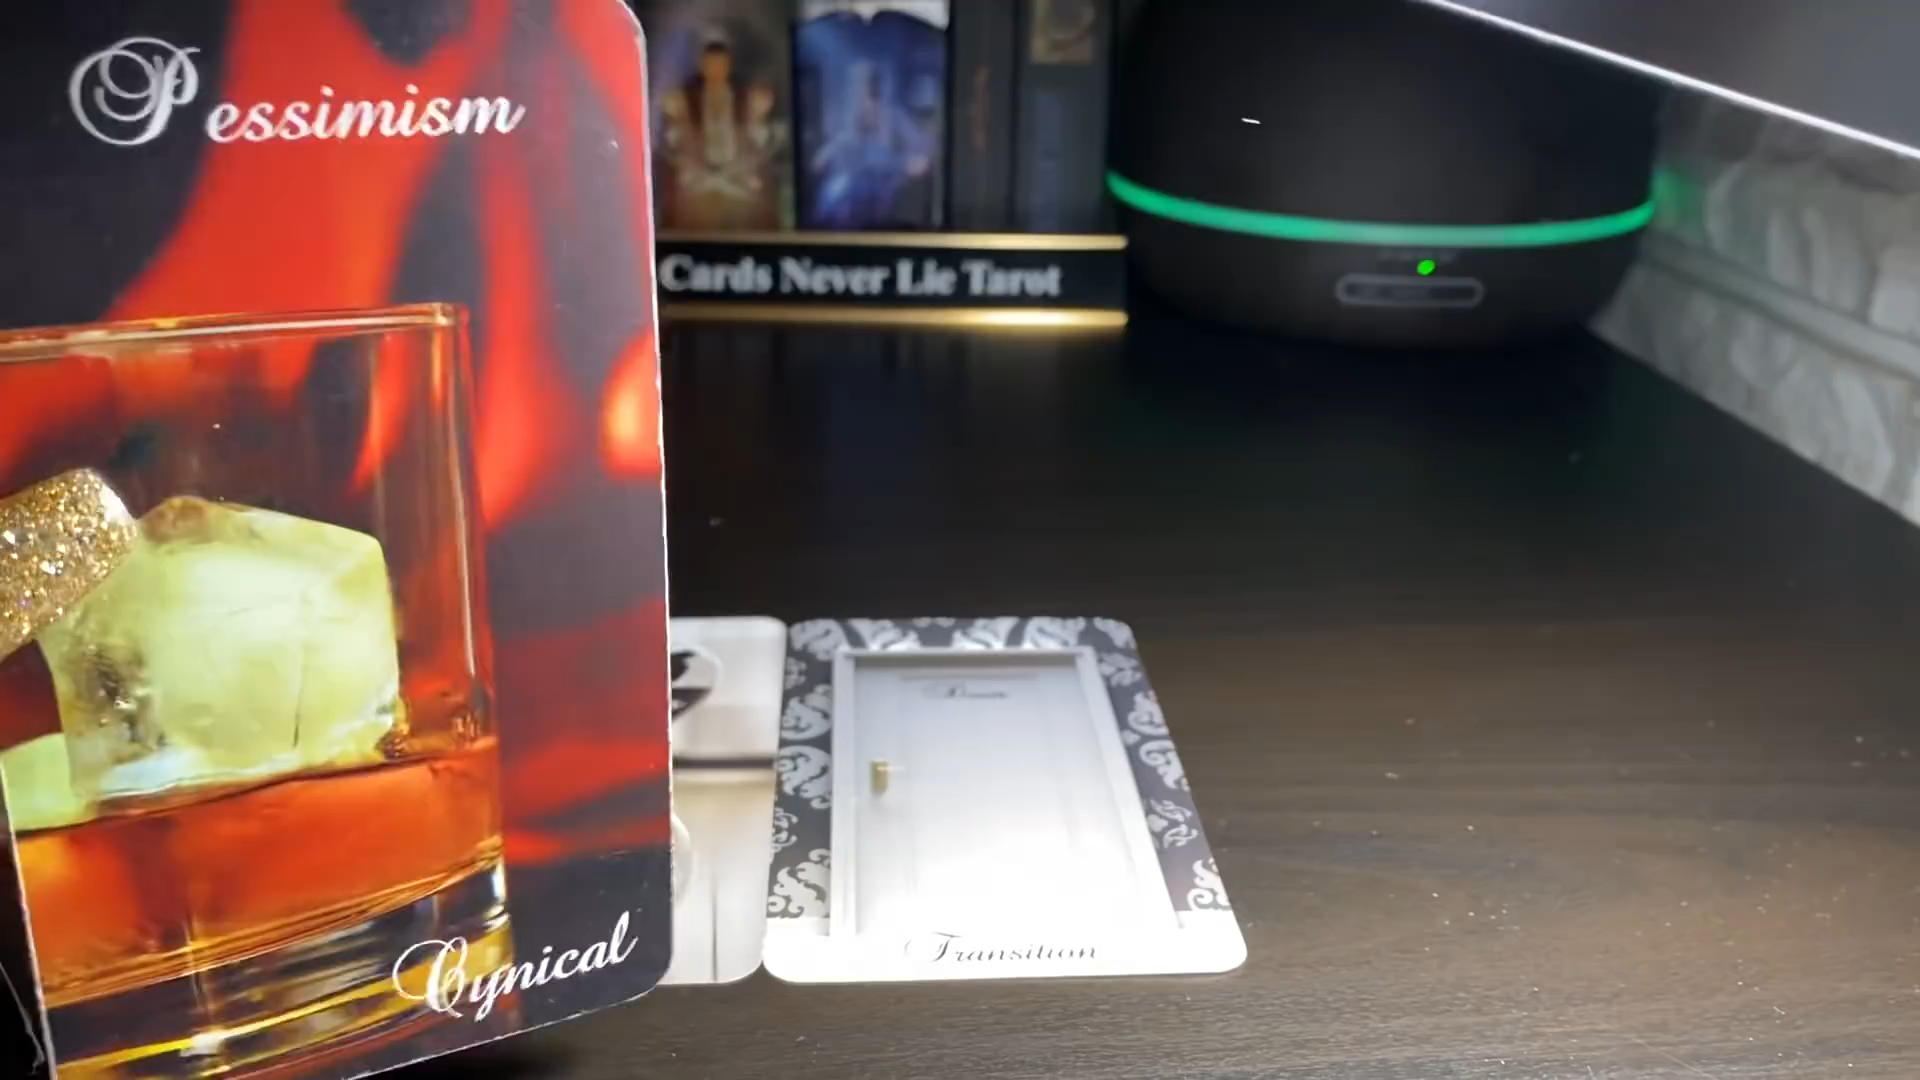 Pessimism
Cards Never Lie Tarot
Transition
Cynical